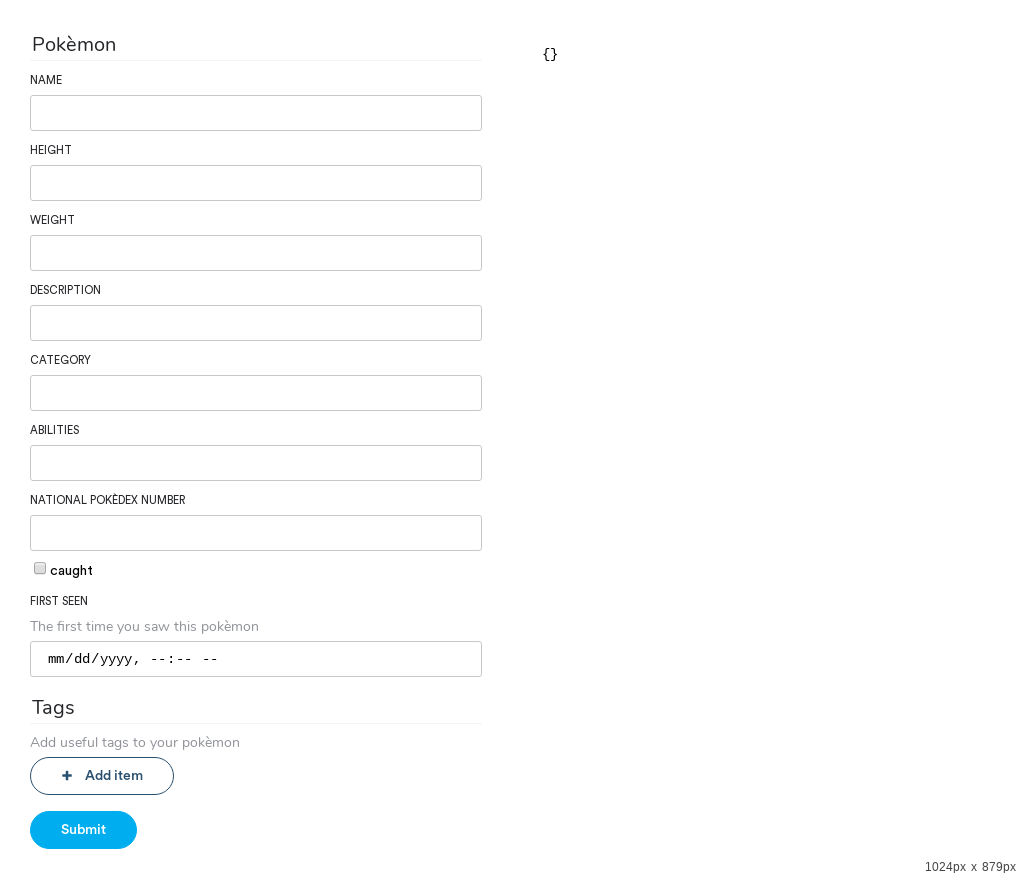 Pokèmon
{}
NAME
HEIGHT
WEIGHT
DESCRIPTION
CATEGORY
ABILITIES
NATIONAL POKÈDEX NUMBER
caught
FIRST SEEN
The first time you saw this pokèmon
mm/dd/yyyy, --:-- --
Tags
Add useful tags to your pokèmon
+ Add item
Submit
1024px x 879px